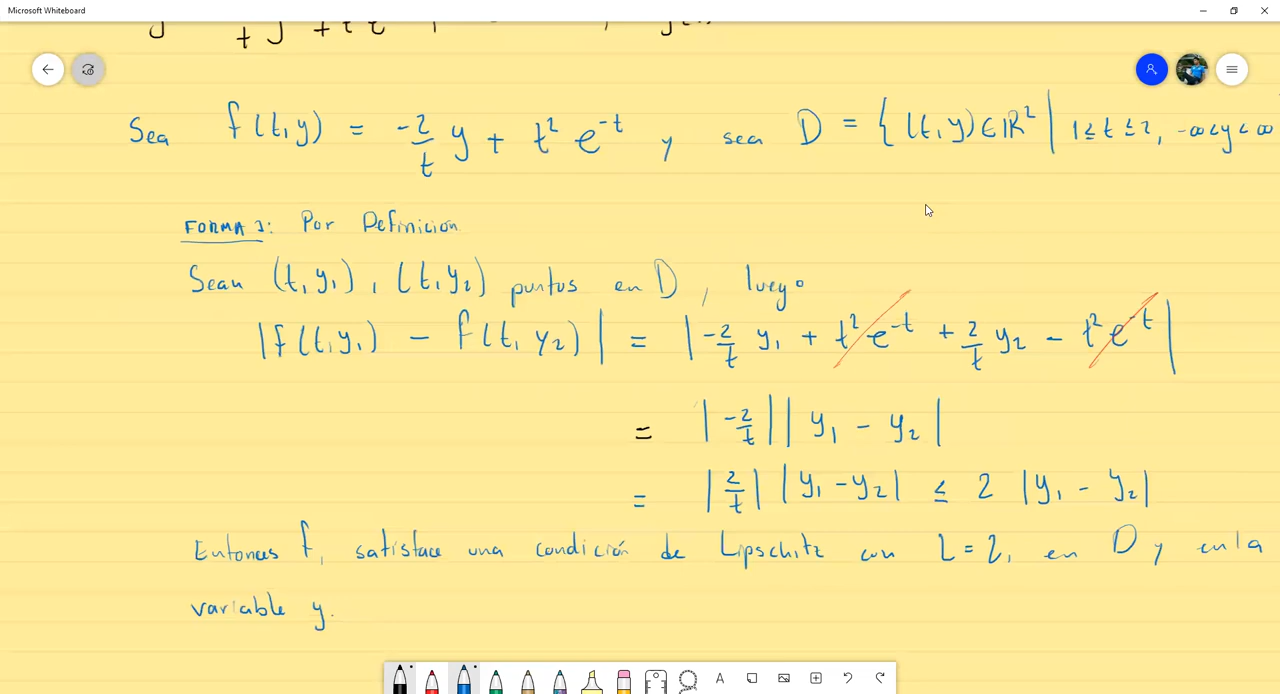 Microsoft Whiteboard
Sea f(t,y) = -2/t y + t² e^-t y sea D = { (t,y) ∈ ℝ² | 1 ≤ t ≤ 2, -∞ < y < ∞
FORMA 1: Por Definición
Sean (t,y₁), (t,y₂) puntos en D, luego
|f(t,y₁) - f(t,y₂)| = |-2/t y₁ + t² e^-t + 2/t y₂ - t² e^-t|
= |-2/t| |y₁ - y₂|
= |2/t| |y₁ - y₂| ≤ 2 |y₁ - y₂|
Entonces f, satisface una condición de Lipschitz con L = 2, en D y en la
variable y.
A